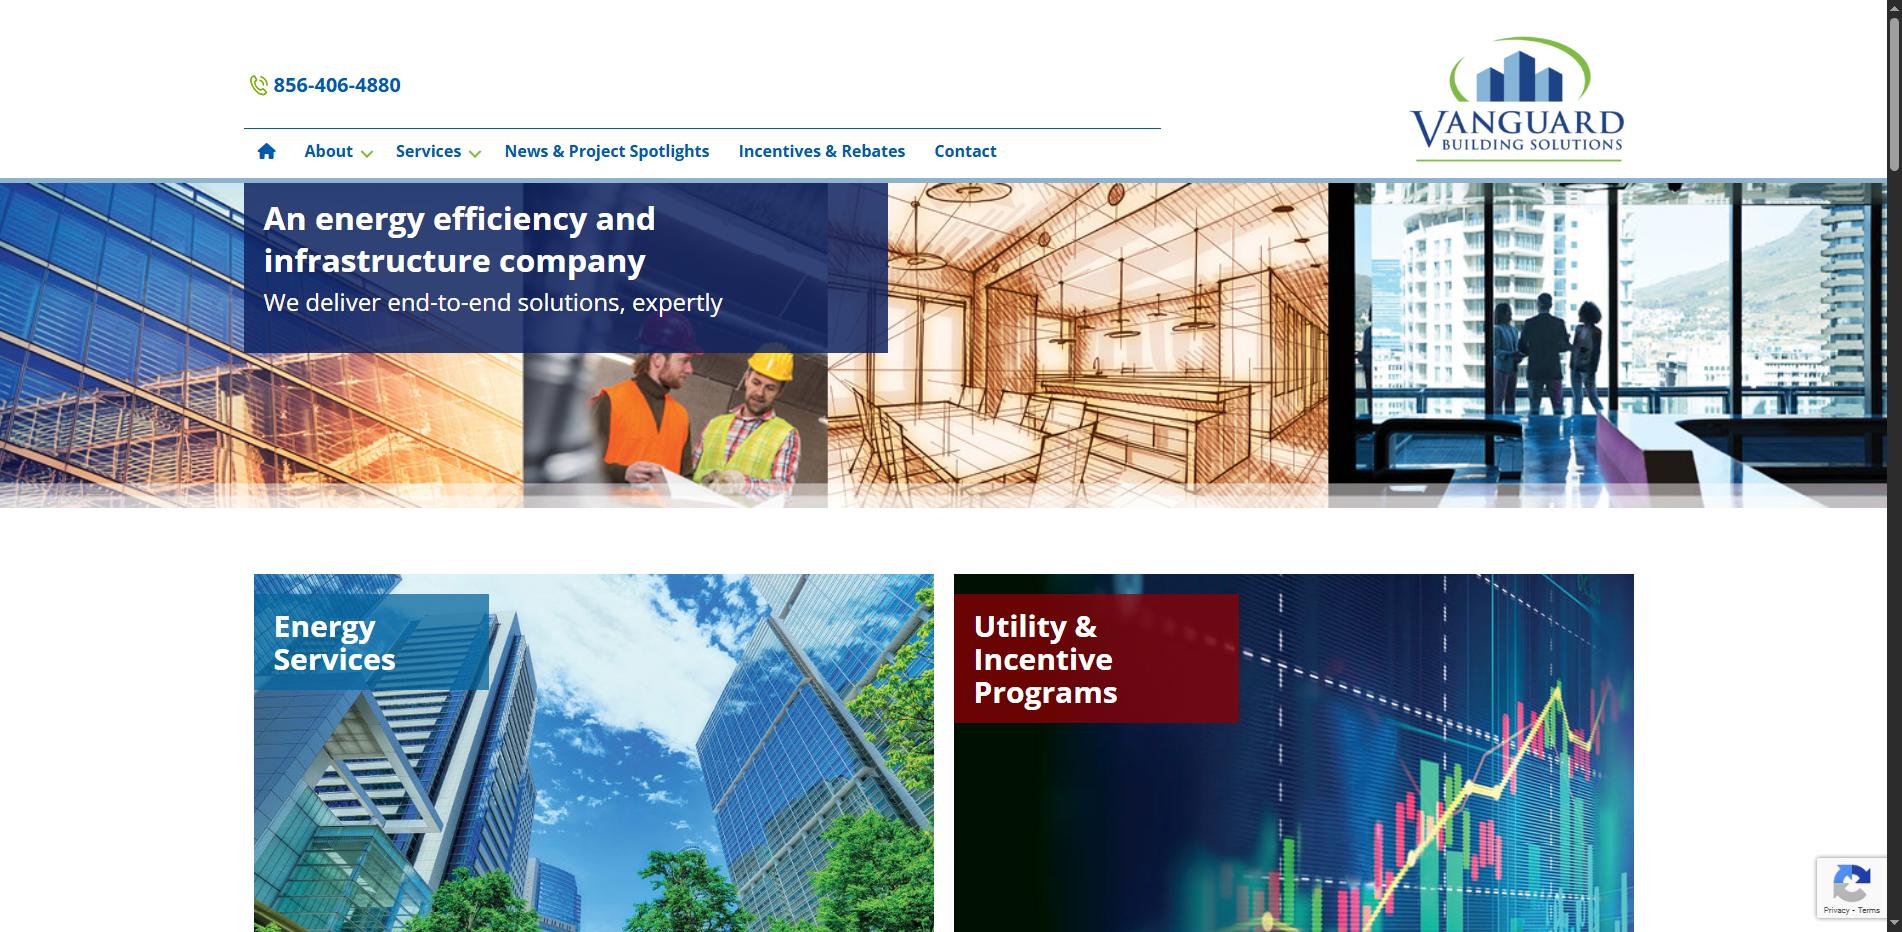 856-406-4880
VANGUARD
BUILDING SOLUTIONS
About
Services
News & Project Spotlights
Incentives & Rebates
Contact
An energy efficiency and
infrastructure company
We deliver end-to-end solutions, expertly
Energy
Services
Utility &
Incentive
Programs
Privacy - Terms